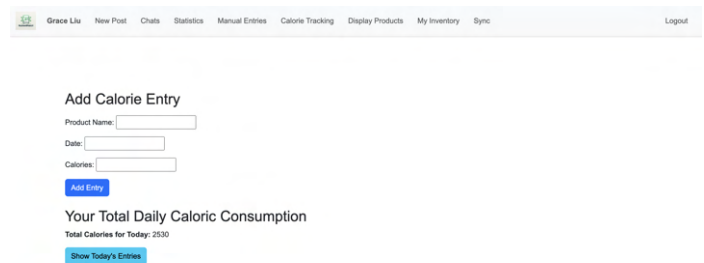 Grace Liu New Post Chats Statistics Manual Entries Calorie Tracking Display Products My Inventory Sync Logout
Add Calorie Entry
Product Name:
Date:
Calories:
Add Entry
Your Total Daily Caloric Consumption
Total Calories for Today: 2530
Show Today's Entries